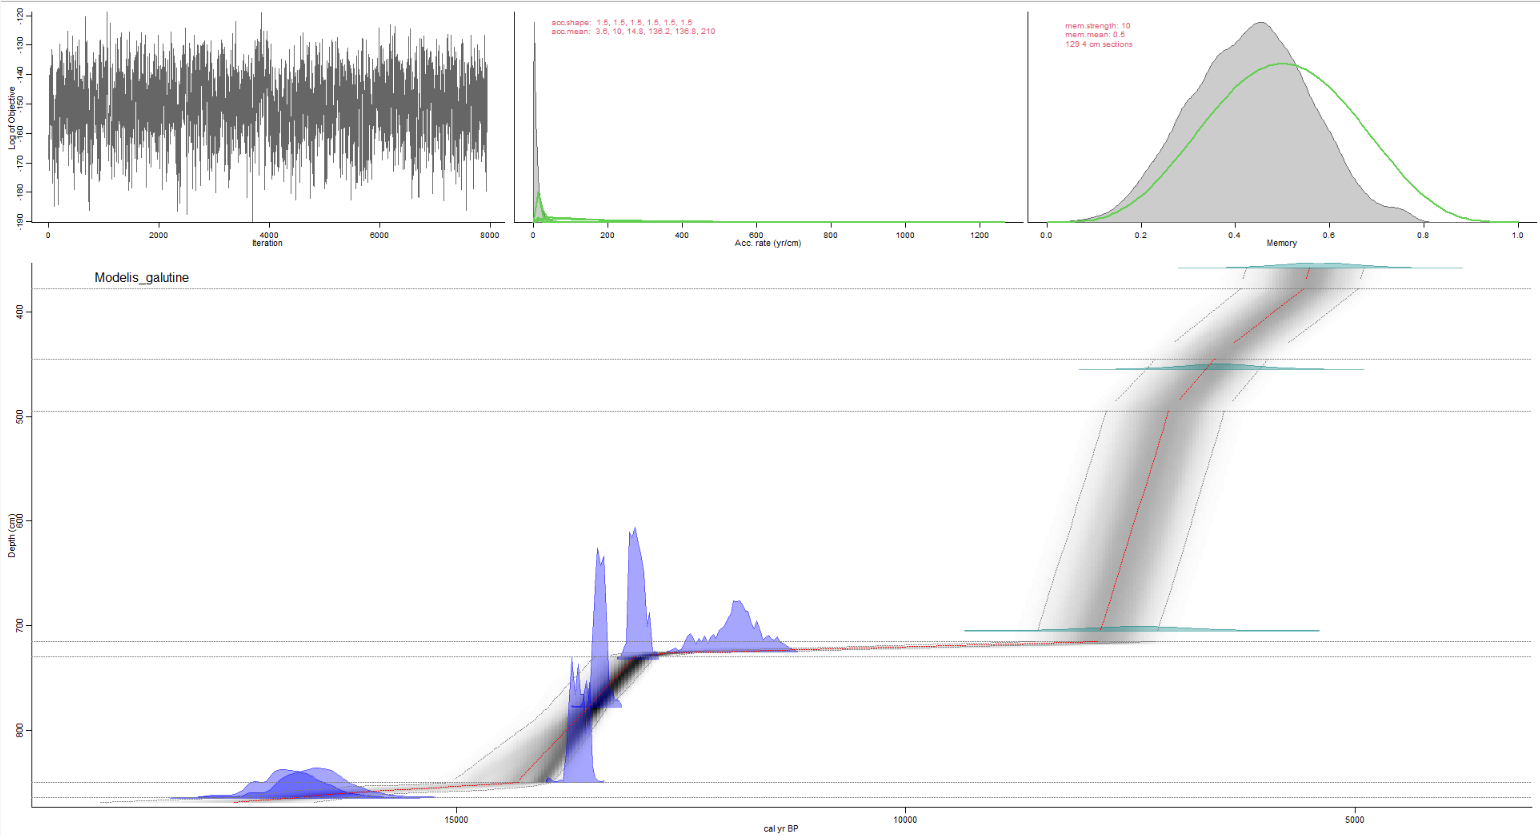 -120
-130
-140
-150
-160
-170
-180
-190
Log of Objective
0
2000
4000
6000
8000
Iteration
acc.shape: 1.5, 1.5, 1.5, 1.5, 1.5, 1.5
acc.mean: 3.6, 10, 14.8, 136.2, 136.8, 210
0
200
400
600
800
1000
1200
Acc. rate (yr/cm)
mem.strength: 10
mem.mean: 0.5
129 4 cm sections
0.0
0.2
0.4
0.6
0.8
1.0
Memory
Modelis_galutine
400
500
600
700
800
Depth (cm)
15000
10000
5000
cal yr BP